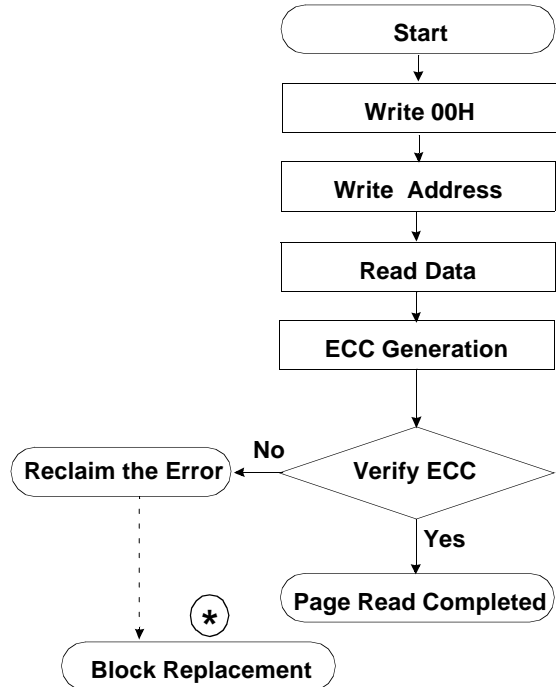 Start
Write 00H
Write Address
Read Data
ECC Generation
No
Reclaim the Error
Verify ECC
Yes
Page Read Completed
*
Block Replacement